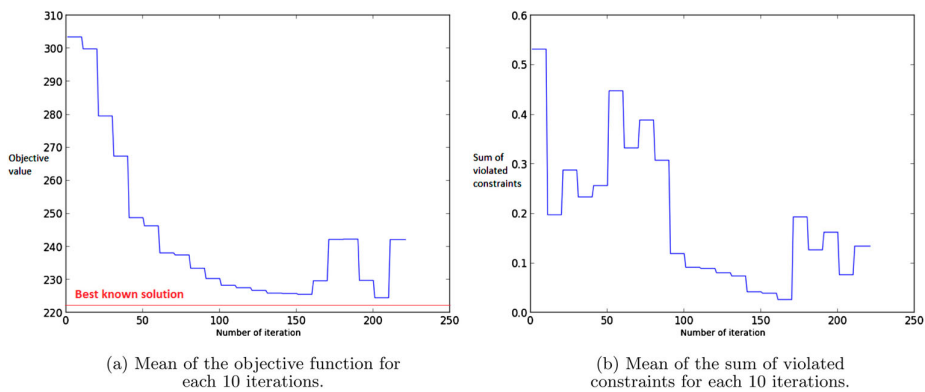 310
300
290
280
270
260
250
240
230
220
Objective
value
Best known solution
0
50
100
150
200
250
Number of iteration
(a) Mean of the objective function for
each 10 iterations.
0.6
0.5
0.4
0.3
0.2
0.1
0.0
Sum of
violated
constraints
0
50
100
150
200
250
Number of iteration
(b) Mean of the sum of violated
constraints for each 10 iterations.